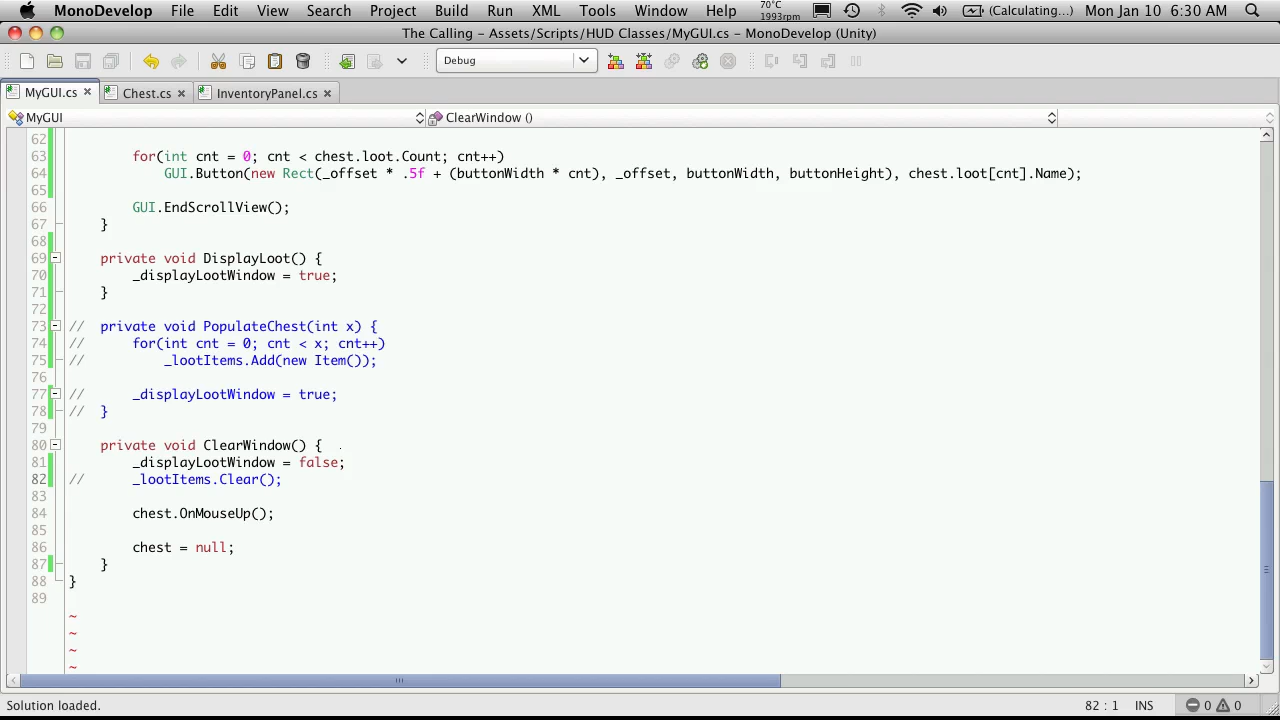 MonoDevelop File Edit View Search Project Build Run XML Tools Window Help 70°C 1993rpm (Calculating...) Mon Jan 10 6:30 AM
The Calling - Assets/Scripts/HUD Classes/MyGUI.cs - MonoDevelop (Unity)
Debug
MyGUI.cs Chest.cs InventoryPanel.cs
MyGUI ClearWindow ()
62
63 for(int cnt = 0; cnt < chest.loot.Count; cnt++)
64 GUI.Button(new Rect(_offset * .5f + (buttonWidth * cnt), _offset, buttonWidth, buttonHeight), chest.loot[cnt].Name);
65
66 GUI.EndScrollView();
67 }
68
69 private void DisplayLoot() {
70 _displayLootWindow = true;
71 }
72
73 // private void PopulateChest(int x) {
74 // for(int cnt = 0; cnt < x; cnt++)
75 // _lootItems.Add(new Item());
76
77 // _displayLootWindow = true;
78 // }
79
80 private void ClearWindow() {
81 _displayLootWindow = false;
82 // _lootItems.Clear();
83
84 chest.OnMouseUp();
85
86 chest = null;
87 }
88 }
89
~
~
~
~
Solution loaded. 82 : 1 INS 0 0